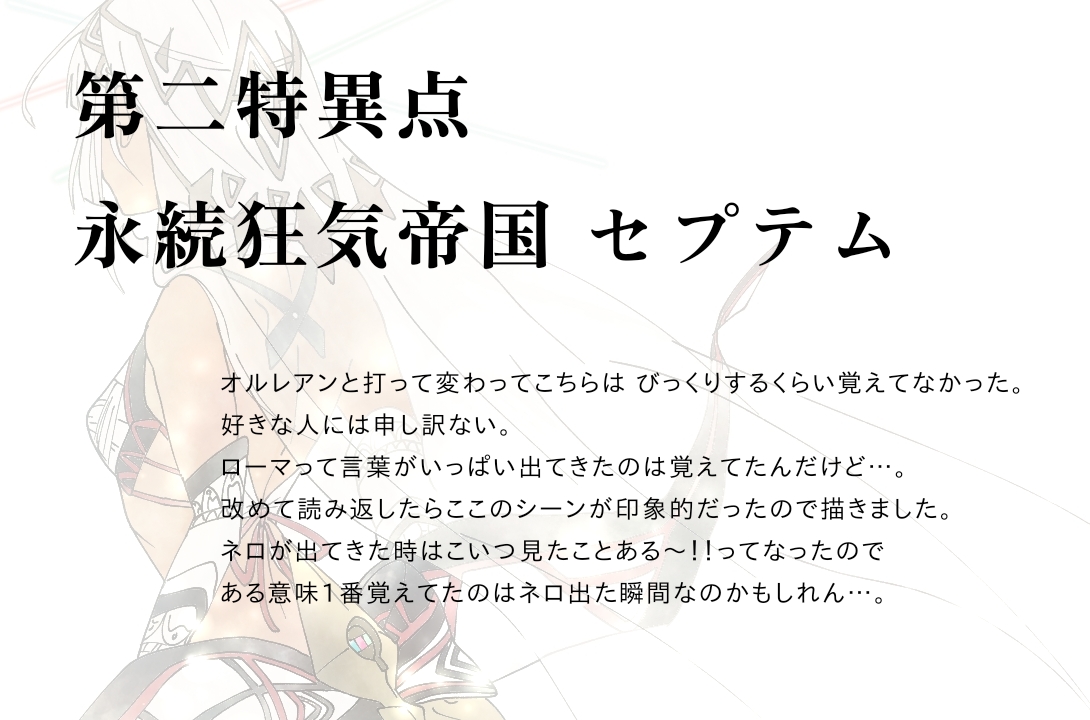 第二特異点
永続狂気帝国 セプテム
オルレアンと打って変わってこちらは びっくりするくらい覚えてなかった。
好きな人には申し訳ない。
ローマって言葉がいっぱい出てきたのは覚えてたんだけど…。
改めて読み返したらここのシーンが印象的だったので描きました。
ネロが出てきた時はこいつ見たことある～!!ってなったので
ある意味1番覚えてたのはネロ出た瞬間なのかもしれん…。